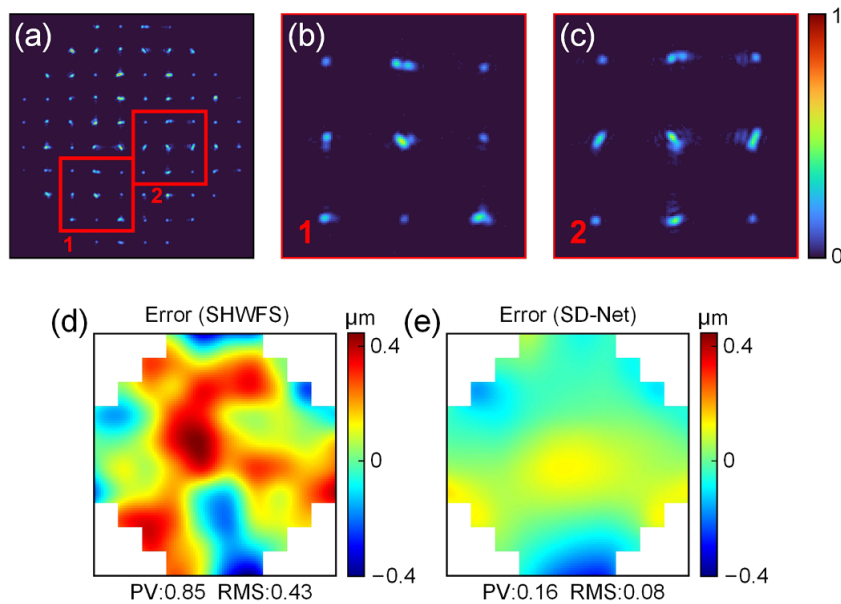 (a)
(b)
(c)
1
0
1
2
1
2
(d)
Error (SHWFS)
μm
0.4
0
−0.4
PV:0.85 RMS:0.43
(e)
Error (SD-Net)
μm
0.4
0
−0.4
PV:0.16 RMS:0.08